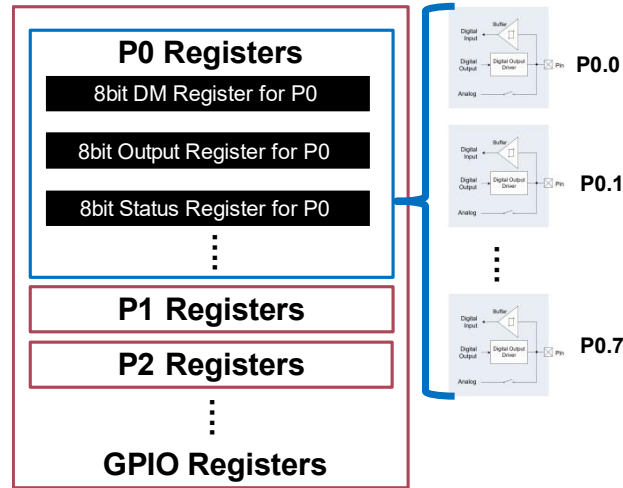 P0 Registers
8bit DM Register for P0
8bit Output Register for P0
8bit Status Register for P0
P1 Registers
P2 Registers
GPIO Registers
Buffer
Digital
Input
Digital
Output
Digital Output
Driver
Pin
Analog
P0.0
Buffer
Digital
Input
Digital
Output
Digital Output
Driver
Pin
Analog
P0.1
Buffer
Digital
Input
Digital
Output
Digital Output
Driver
Pin
Analog
P0.7